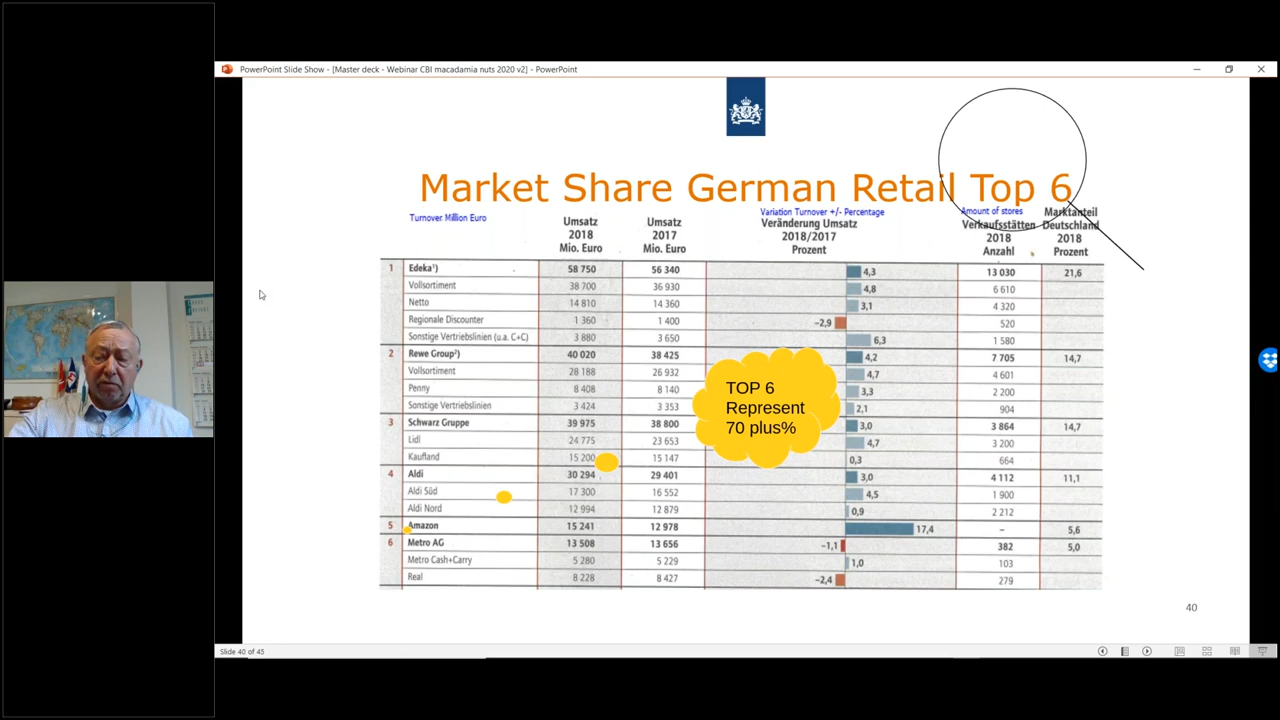 PowerPoint Slide Show - [Master deck - Webinar CBI macadamia nuts 2020 v2] - PowerPoint
Market Share German Retail Top 6
Turnover Million Euro
Umsatz
2018
Mio. Euro
Umsatz
2017
Mio. Euro
Variation Turnover +/- Percentage
Veränderung Umsatz
2018/2017
Prozent
Amount of stores
Verkaufsstätten
2018
Anzahl
Marktanteil
Deutschland
2018
Prozent
1 Edeka¹) 58 750 56 340 4,3 13 030 21,6
Vollsortiment 38 700 36 930 4,8 6 610
Netto 14 810 14 360 3,1 4 320
Regionale Discounter 1 360 1 400 –2,9 520
Sonstige Vertriebslinien (u.a. C+C) 3 880 3 650 6,3 1 580
2 Rewe Group²) 40 020 38 425 4,2 7 705 14,7
Vollsortiment 28 188 26 932 4,7 4 601
Penny 8 408 8 140 3,3 2 200
Sonstige Vertriebslinien 3 424 3 353 2,1 904
3 Schwarz Gruppe 39 975 38 800 3,0 3 864 14,7
Lidl 24 775 23 653 4,7 3 200
Kaufland 15 200 15 147 0,3 664
4 Aldi 30 294 29 401 3,0 4 112 11,1
Aldi Süd 17 300 16 552 4,5 1 900
Aldi Nord 12 994 12 879 0,9 2 212
5 Amazon 15 241 12 978 17,4 – 5,6
6 Metro AG 13 508 13 656 –1,1 382 5,0
Metro Cash+Carry 5 280 5 229 1,0 103
Real 8 228 8 427 –2,4 279
TOP 6
Represent
70 plus%
40
Slide 40 of 45